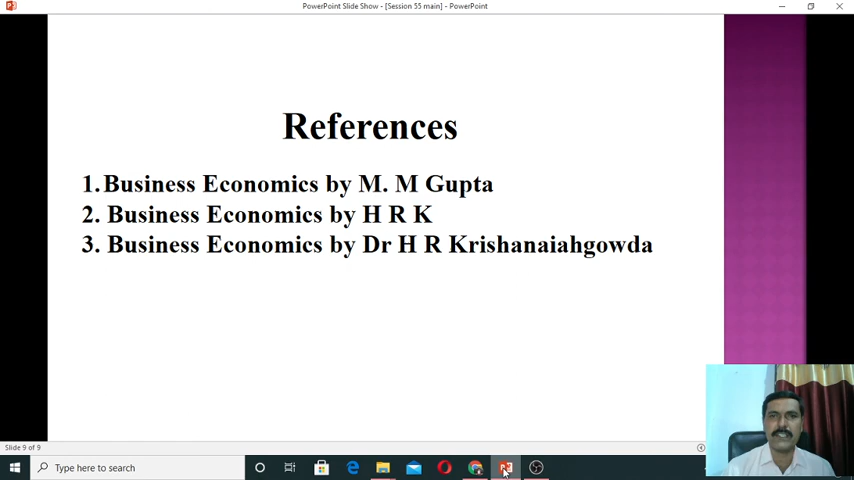 PowerPoint Slide Show - [Session 55 main] - PowerPoint
References
1.Business Economics by M. M Gupta
2. Business Economics by H R K
3. Business Economics by Dr H R Krishanaiahgowda
Slide 9 of 9
Type here to search